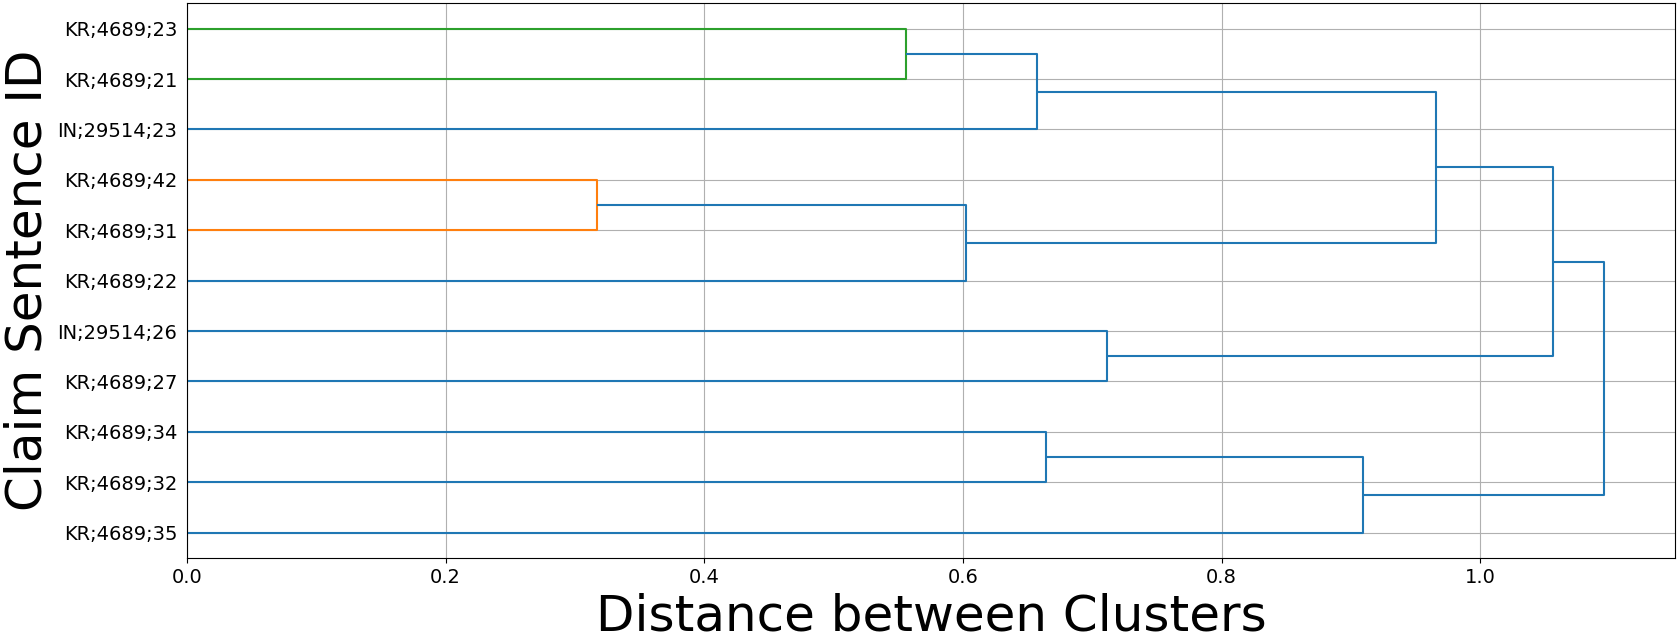 Claim Sentence ID
KR;4689;23
KR;4689;21
IN;29514;23
KR;4689;42
KR;4689;31
KR;4689;22
IN;29514;26
KR;4689;27
KR;4689;34
KR;4689;32
KR;4689;35
0.0 0.2 0.4 0.6 0.8 1.0
Distance between Clusters